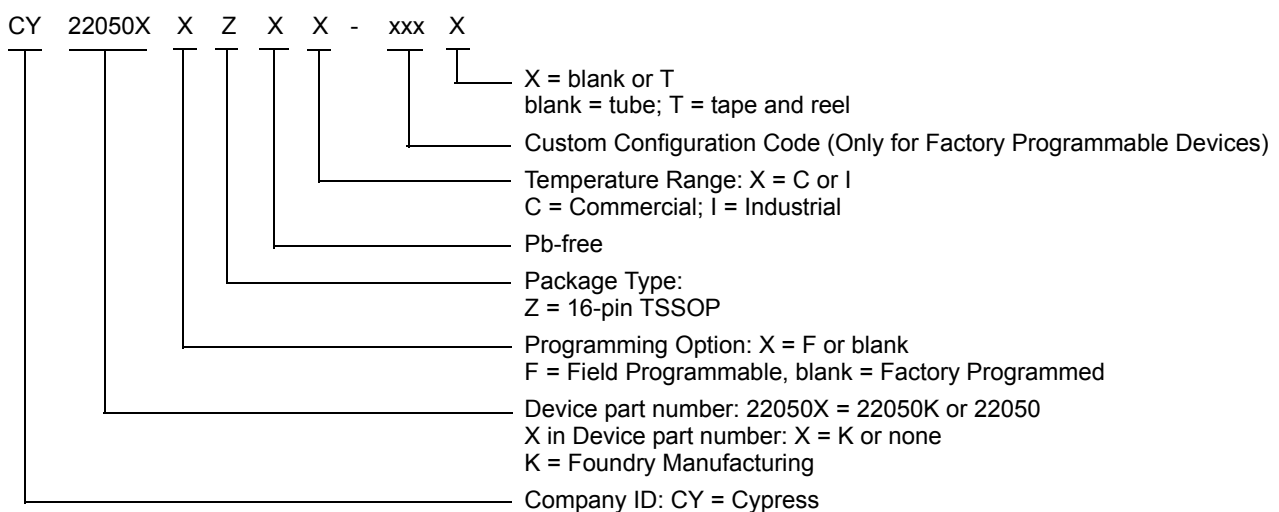 CY 22050X X Z X X - xxx X
X = blank or T
blank = tube; T = tape and reel
Custom Configuration Code (Only for Factory Programmable Devices)
Temperature Range: X = C or I
C = Commercial; I = Industrial
Pb-free
Package Type:
Z = 16-pin TSSOP
Programming Option: X = F or blank
F = Field Programmable, blank = Factory Programmed
Device part number: 22050X = 22050K or 22050
X in Device part number: X = K or none
K = Foundry Manufacturing
Company ID: CY = Cypress